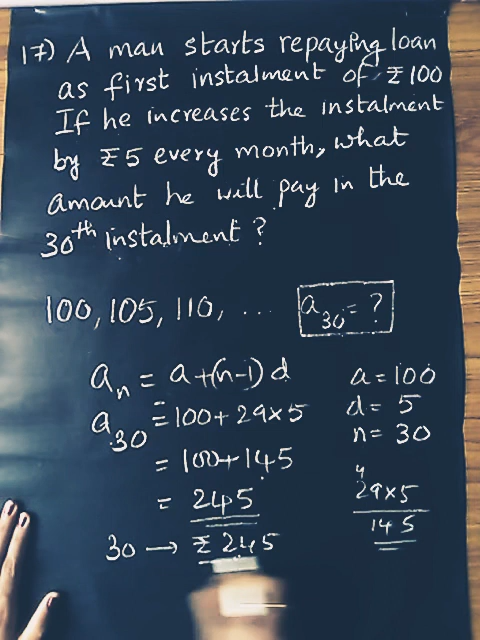 17) A man starts repaying loan
as first instalment of ₹100
If he increases the instalment
by ₹5 every month, what
amount he will pay in the
30th instalment ?
100, 105, 110, ... a30 = ?
an = a+(n-1) d a = 100
a30 = 100+ 29×5 d = 5
= 100+145 n = 30
= 245 4
29×5
145
30 → ₹245